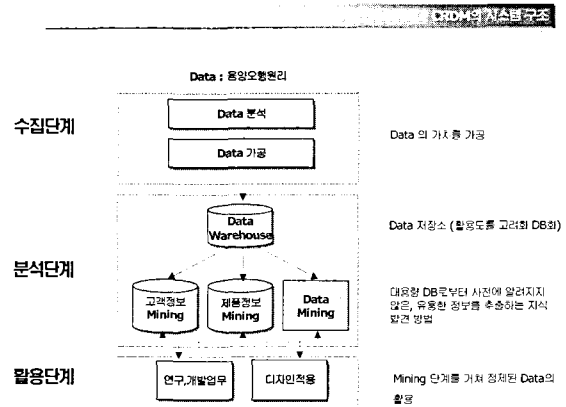 CRDM의 시스템 구조
Data : 음양오행원리
수집단계
Data 분석
Data 가공
Data 의 가치를 가공
Data
Warehouse
Data 저장소 (활용도를 고려화 DB화)
분석단계
고객정보
Mining
제품정보
Mining
Data
Mining
대용량 DB로부터 사전에 알려지지
않은, 유용한 정보를 추출하는 지식
발견 방법
활용단계
연구,개발업무
디자인적용
Mining 단계를 거쳐 정제된 Data의
활용